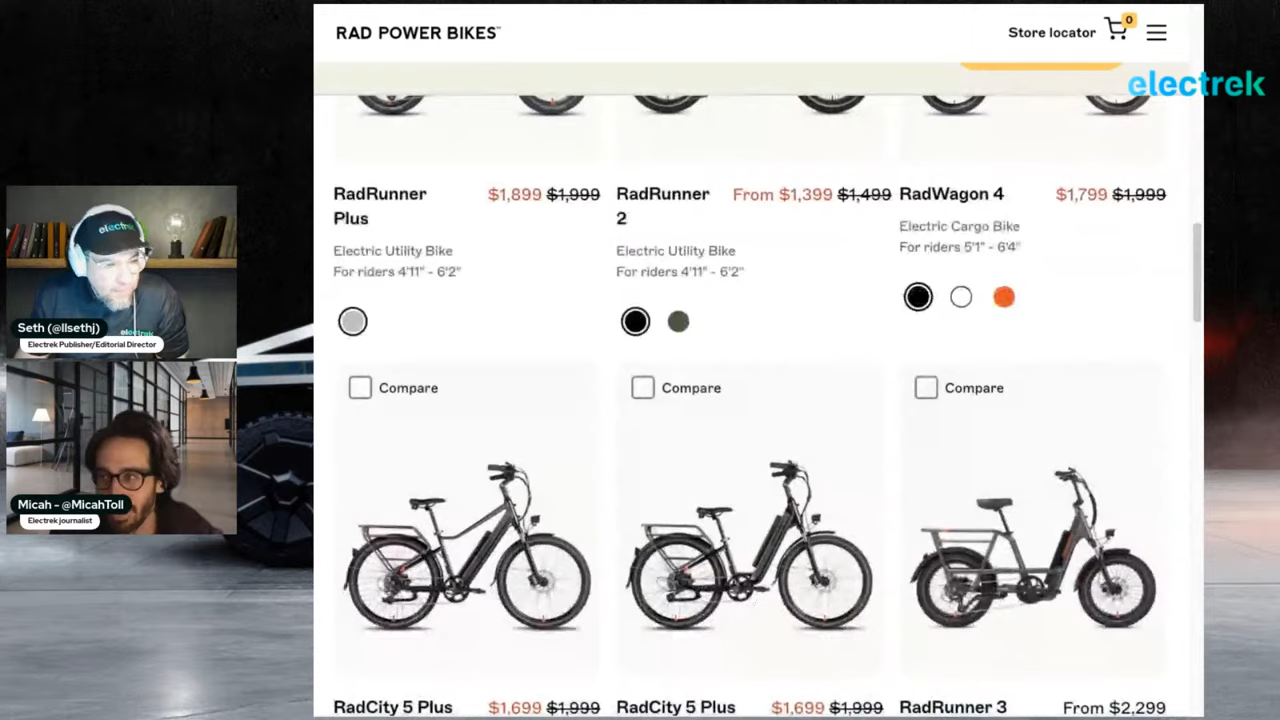 RAD POWER BIKES™
Store locator
0
electrek
RadRunner Plus
$1,899 $1,999
Electric Utility Bike
For riders 4'11" - 6'2"
RadRunner 2
From $1,399 $1,499
Electric Utility Bike
For riders 4'11" - 6'2"
RadWagon 4
$1,799 $1,999
Electric Cargo Bike
For riders 5'1" - 6'4"
electrek
Seth (@llsethj)
electrek
Electrek Publisher/Editorial Director
Micah - @MicahToll
Electrek journalist
Compare
Compare
Compare
RadCity 5 Plus
$1,699 $1,999
RadCity 5 Plus
$1,699 $1,999
RadRunner 3
From $2,299